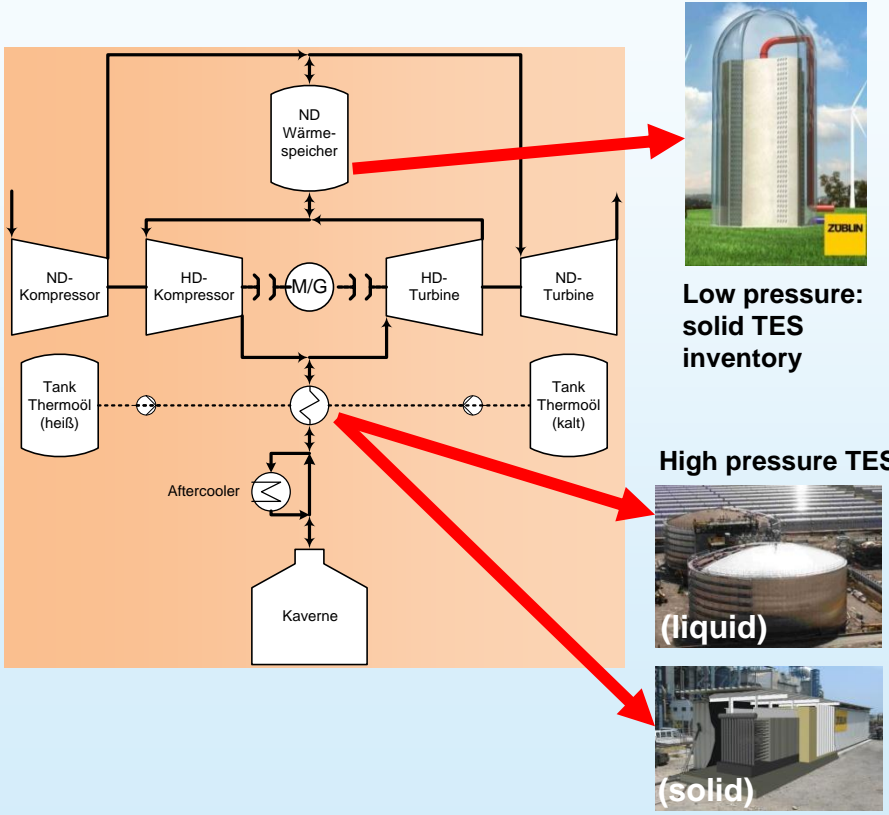 ND
Wärme-
speicher
ND-
Kompressor
HD-
Kompressor
M/G
HD-
Turbine
ND-
Turbine
Tank
Thermoöl
(heiß)
Tank
Thermoöl
(kalt)
Aftercooler
Kaverne
ZÜBLIN
Low pressure:
solid TES
inventory
High pressure TES
(liquid)
ZÜBLIN
(solid)